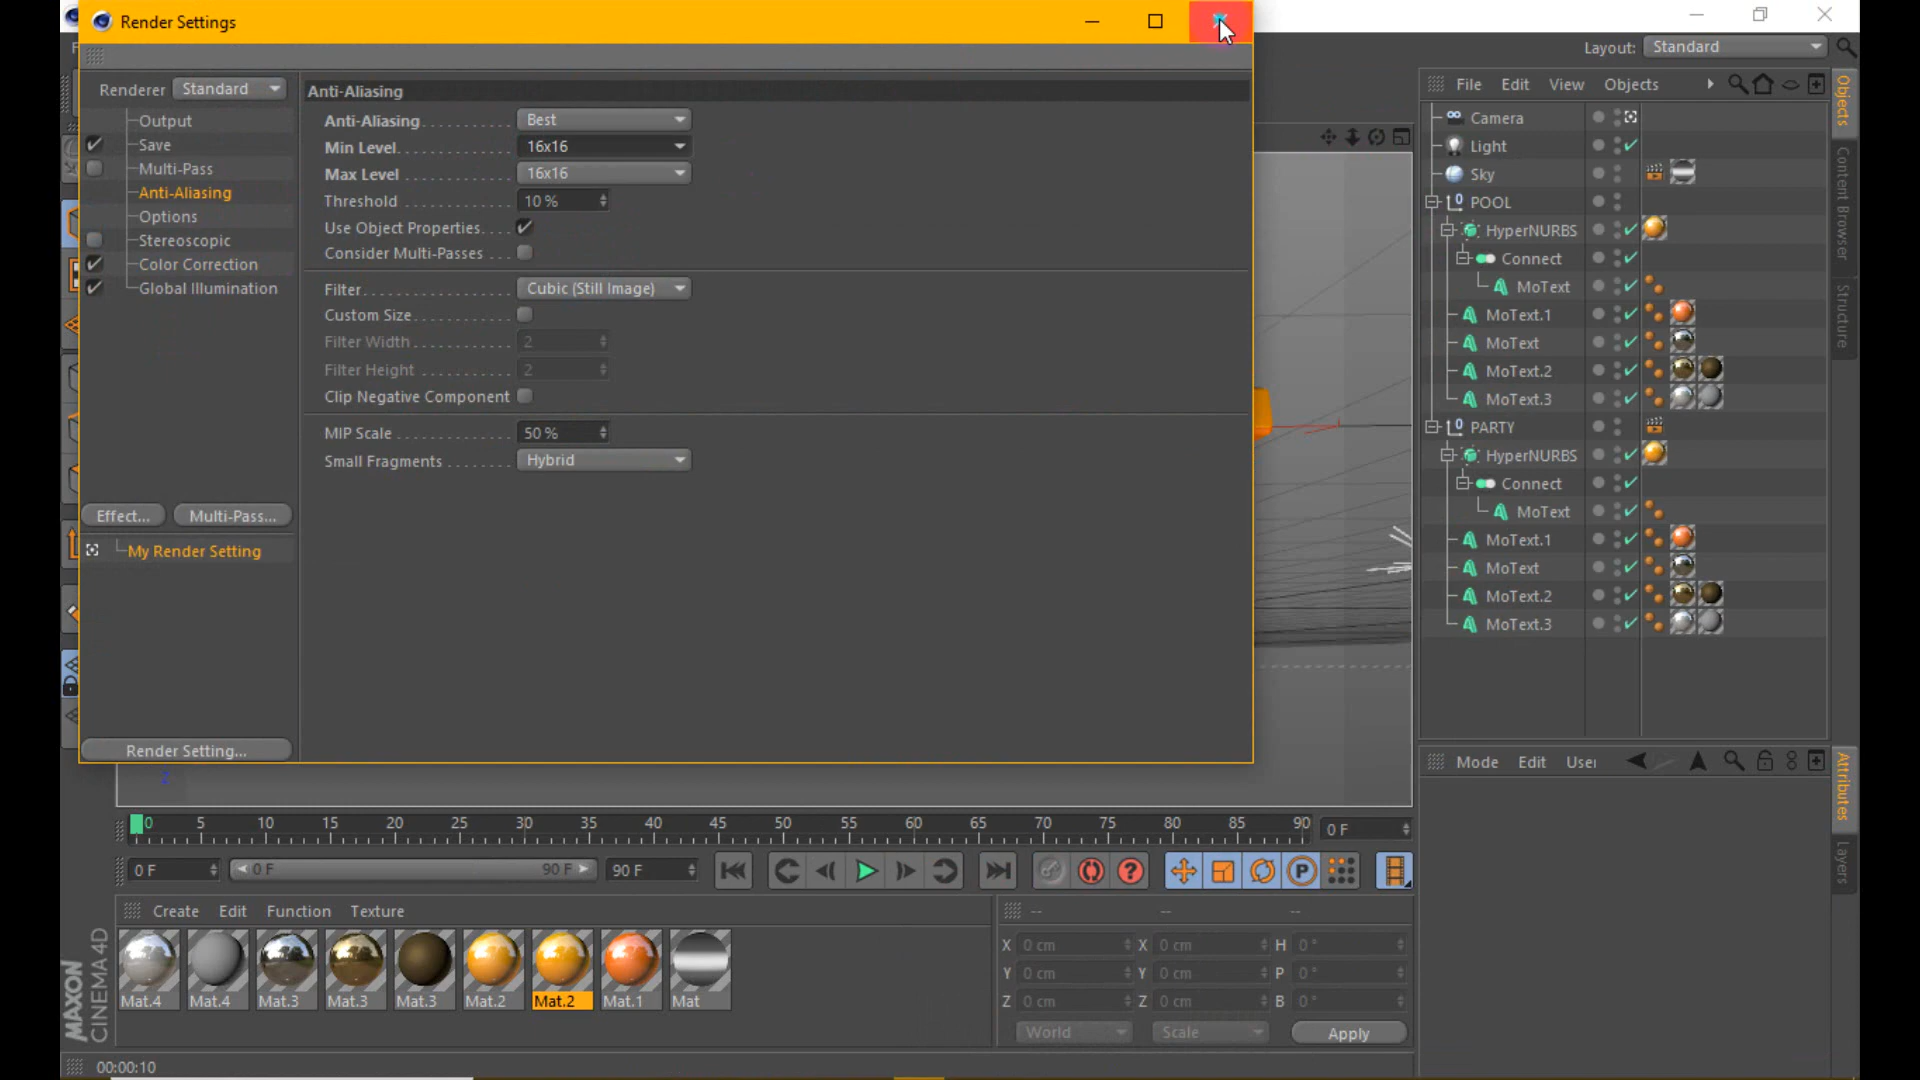 Render Settings
Renderer Standard
Output
Save
Multi-Pass
Anti-Aliasing
Options
Stereoscopic
Color Correction
Global Illumination
Effect...
Multi-Pass...
My Render Setting
Render Setting...
Anti-Aliasing
Anti-Aliasing Best
Min Level 16x16
Max Level 16x16
Threshold 10 %
Use Object Properties
Consider Multi-Passes
Filter Cubic (Still Image)
Custom Size
Filter Width 2
Filter Height 2
Clip Negative Component
MIP Scale 50 %
Small Fragments Hybrid
Layout: Standard
File Edit View Objects
Camera
Light
Sky
POOL
HyperNURBS
Connect
MoText
MoText.1
MoText
MoText.2
MoText.3
PARTY
HyperNURBS
Connect
MoText
MoText.1
MoText
MoText.2
MoText.3
Objects
Content Browser
Structure
Mode Edit User
Attributes
Layers
Z
0 5 10 15 20 25 30 35 40 45 50 55 60 65 70 75 80 85 90
0 F
0 F
0 F 90 F
90 F
Create Edit Function Texture
Mat.4 Mat.4 Mat.3 Mat.3 Mat.3 Mat.2 Mat.2 Mat.1 Mat
-- -- --
X 0 cm X 0 cm H 0 °
Y 0 cm Y 0 cm P 0 °
Z 0 cm Z 0 cm B 0 °
World Scale Apply
MAXON
CINEMA 4D
00:00:10